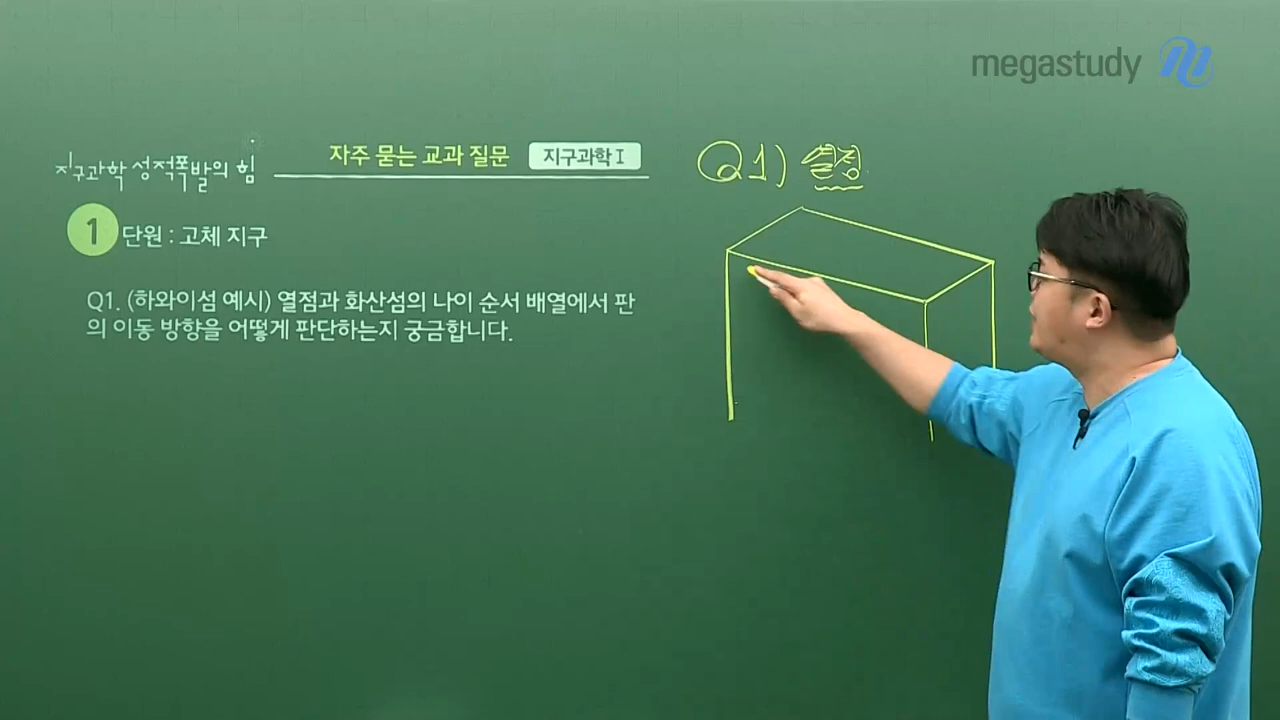 megastudy
지구과학 성적폭발의 힘
자주 묻는 교과 질문 지구과학 I
1 단원 : 고체 지구
Q1. (하와이섬 예시) 열점과 화산섬의 나이 순서 배열에서 판
의 이동 방향을 어떻게 판단하는지 궁금합니다.
Q1) 열점